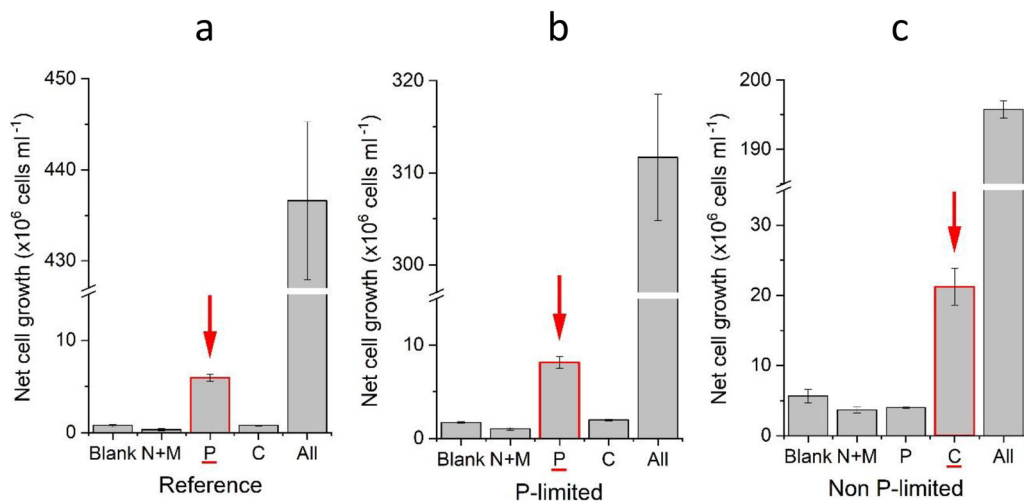 a
b
c
Net cell growth (x10⁶ cells ml⁻¹)
450
440
430
10
0
Blank N+M P C All
Reference
Net cell growth (x10⁶ cells ml⁻¹)
320
310
300
10
0
Blank N+M P C All
P-limited
Net cell growth (x10⁶ cells ml⁻¹)
200
190
30
20
10
0
Blank N+M P C All
Non P-limited